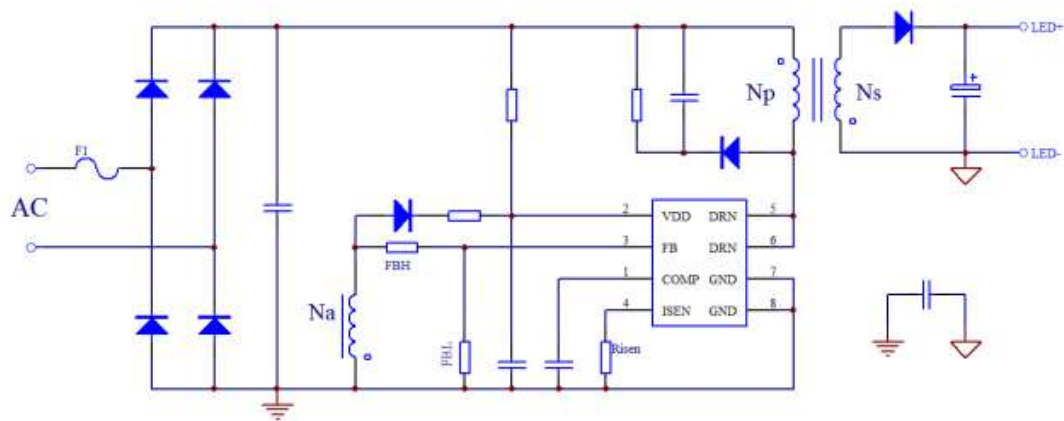 LED+
Np
Ns
F1
LED-
AC
2
VDD
DRN
5
3
FB
DRN
6
FBH
1
COMP
GND
7
Na
4
ISEN
GND
8
FBL
Risen
+